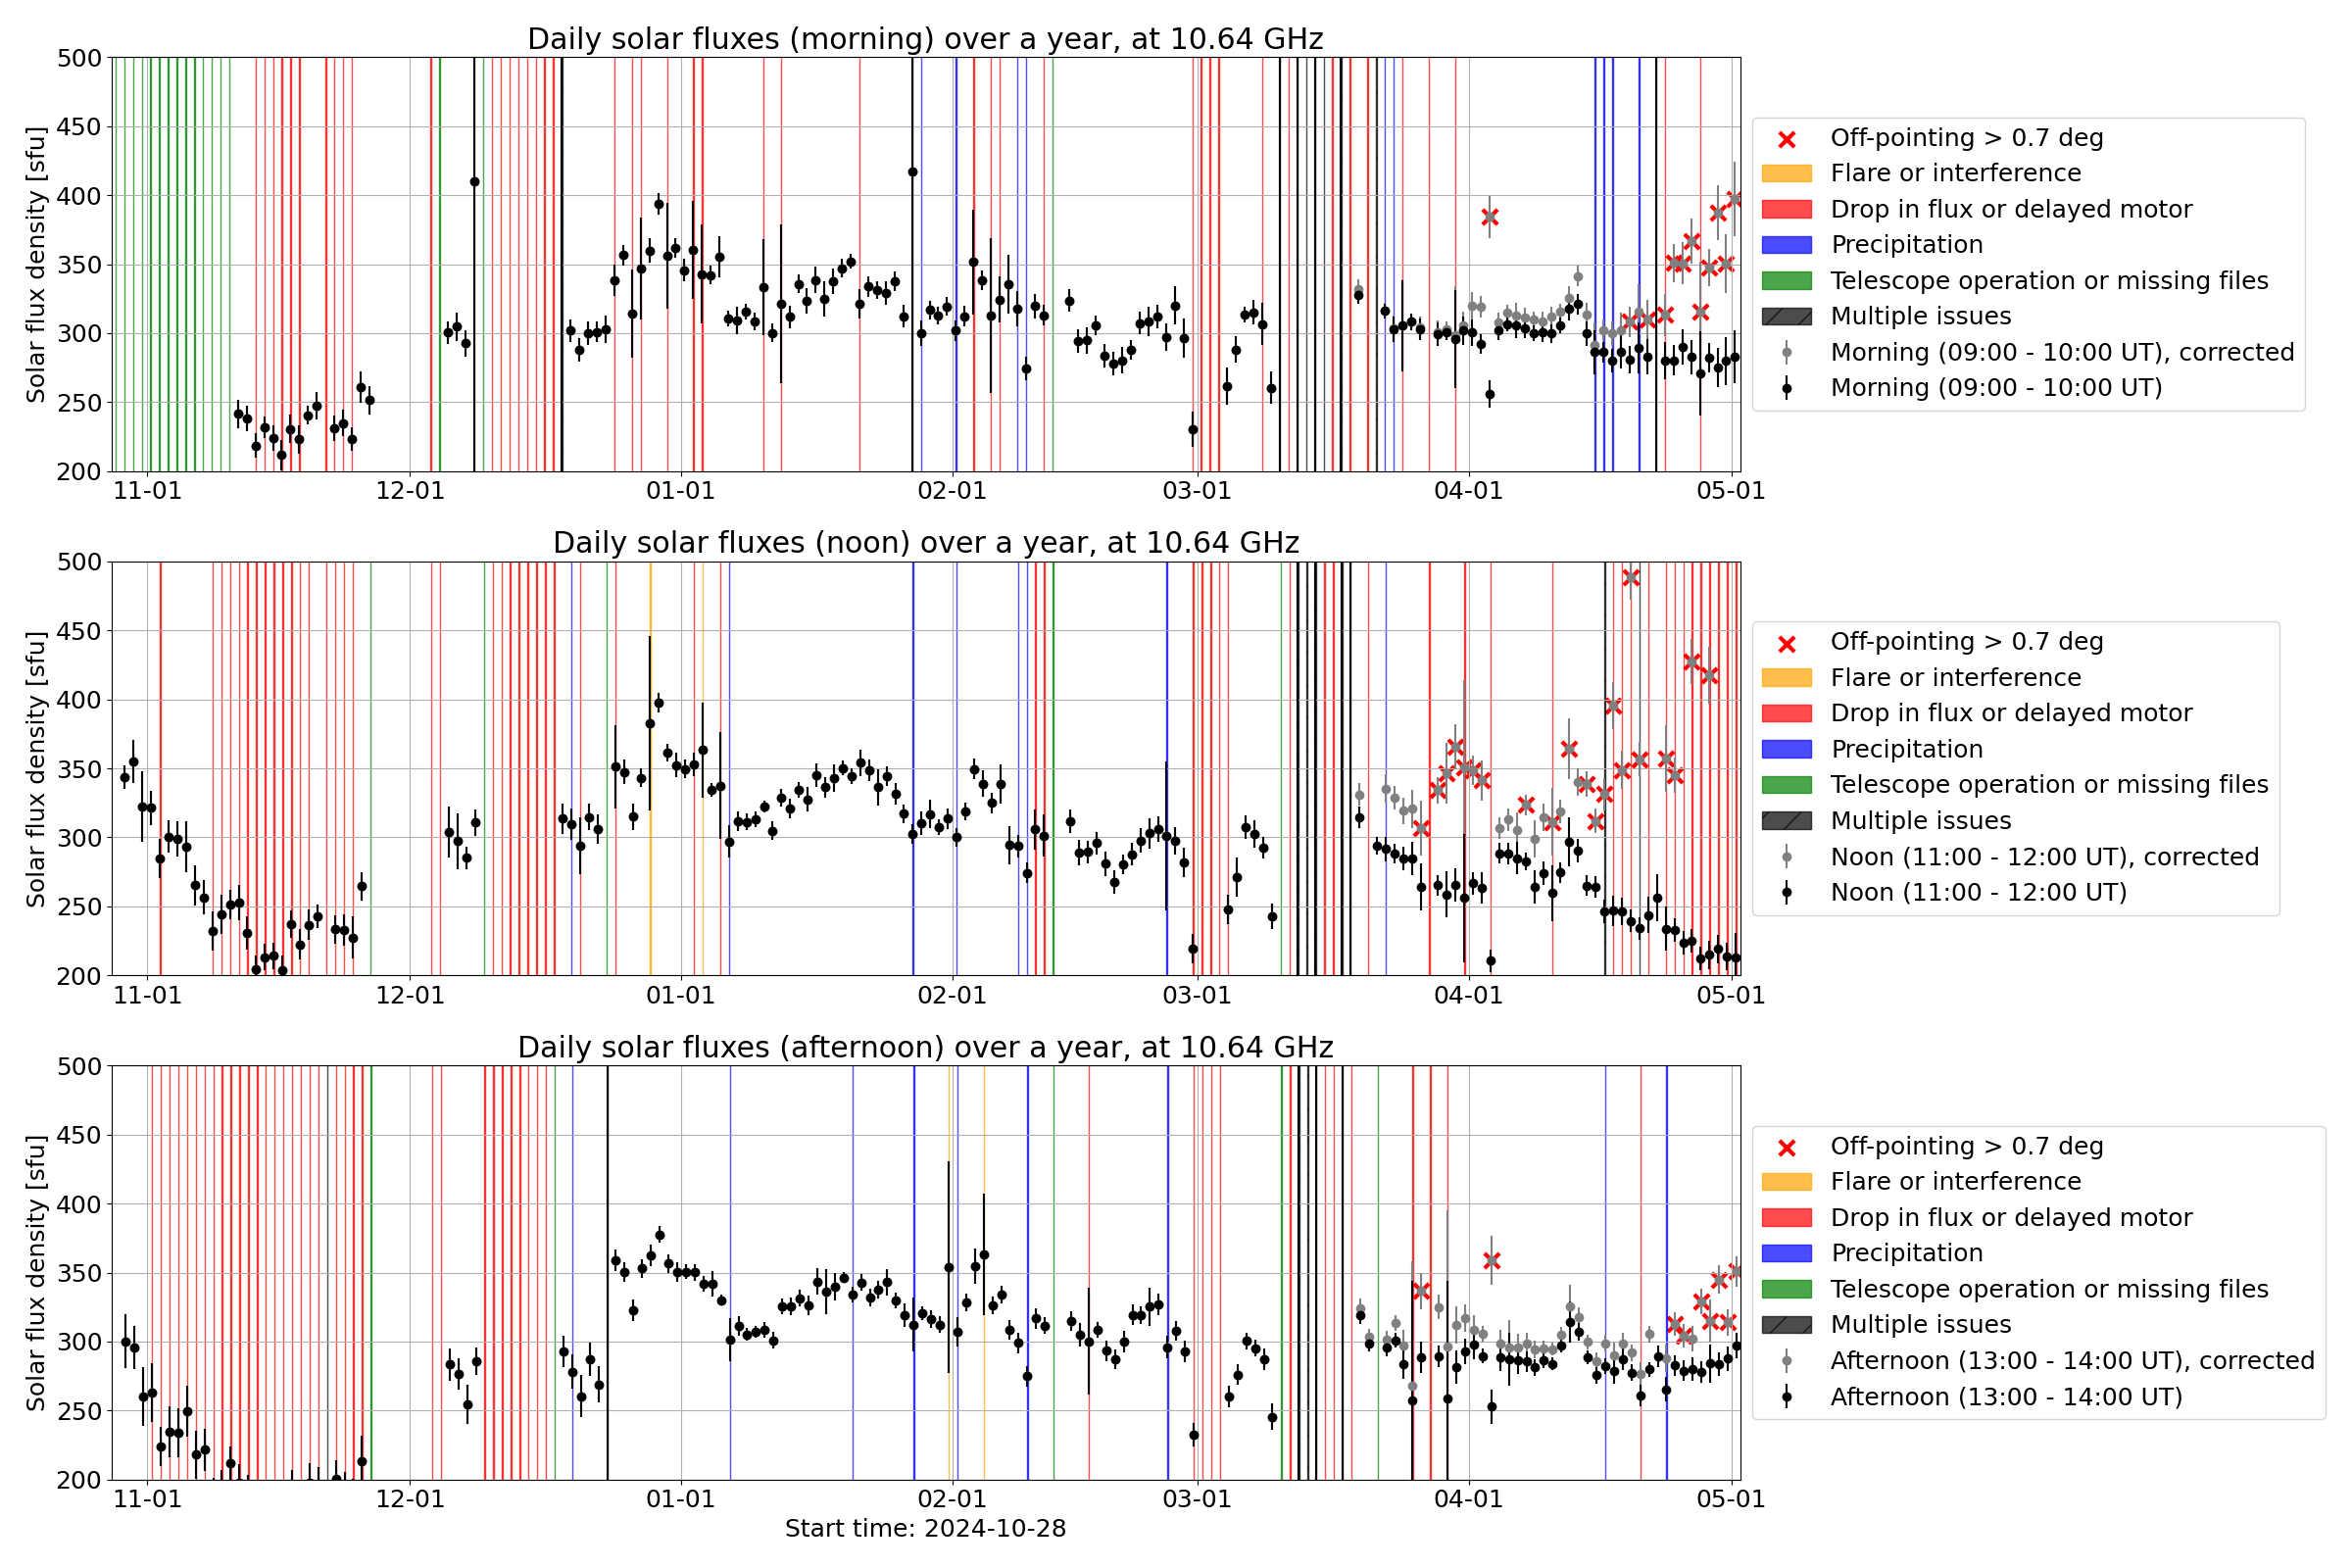 Daily solar fluxes (morning) over a year, at 10.64 GHz
Solar flux density [sfu]
500
450
400
350
300
250
200
11-01 12-01 01-01 02-01 03-01 04-01 05-01
Off-pointing > 0.7 deg
Flare or interference
Drop in flux or delayed motor
Precipitation
Telescope operation or missing files
Multiple issues
Morning (09:00 - 10:00 UT), corrected
Morning (09:00 - 10:00 UT)
Daily solar fluxes (noon) over a year, at 10.64 GHz
Solar flux density [sfu]
500
450
400
350
300
250
200
11-01 12-01 01-01 02-01 03-01 04-01 05-01
Off-pointing > 0.7 deg
Flare or interference
Drop in flux or delayed motor
Precipitation
Telescope operation or missing files
Multiple issues
Noon (11:00 - 12:00 UT), corrected
Noon (11:00 - 12:00 UT)
Daily solar fluxes (afternoon) over a year, at 10.64 GHz
Solar flux density [sfu]
500
450
400
350
300
250
200
11-01 12-01 01-01 02-01 03-01 04-01 05-01
Off-pointing > 0.7 deg
Flare or interference
Drop in flux or delayed motor
Precipitation
Telescope operation or missing files
Multiple issues
Afternoon (13:00 - 14:00 UT), corrected
Afternoon (13:00 - 14:00 UT)
Start time: 2024-10-28